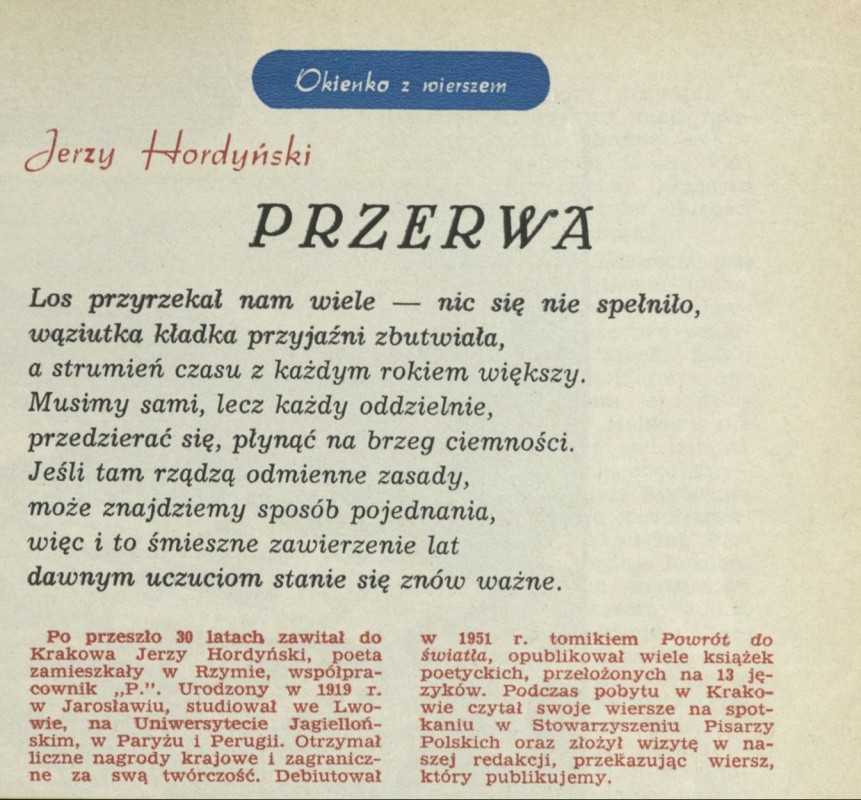 Okienko z wierszem
Jerzy Hordyński
PRZERWA
Los przyrzekał nam wiele — nic się nie spełniło,
wąziutka kładka przyjaźni zbutwiała,
a strumień czasu z każdym rokiem większy.
Musimy sami, lecz każdy oddzielnie,
przedzierać się, płynąć na brzeg ciemności.
Jeśli tam rządzą odmienne zasady,
może znajdziemy sposób pojednania,
więc i to śmieszne zawierzenie lat
dawnym uczuciom stanie się znów ważne.
Po przeszło 30 latach zawitał do
Krakowa Jerzy Hordyński, poeta
zamieszkały w Rzymie, współpra-
cownik „P.”. Urodzony w 1919 r.
w Jarosławiu, studiował we Lwo-
wie, na Uniwersytecie Jagielloń-
skim, w Paryżu i Perugii. Otrzymał
liczne nagrody krajowe i zagranicz-
ne za swą twórczość. Debiutował
w 1951 r. tomikiem Powrót do
światła, opublikował wiele książek
poetyckich, przełożonych na 13 ję-
zyków. Podczas pobytu w Krako-
wie czytał swoje wiersze na spot-
kaniu w Stowarzyszeniu Pisarzy
Polskich oraz złożył wizytę w na-
szej redakcji, przekazując wiersz,
który publikujemy.